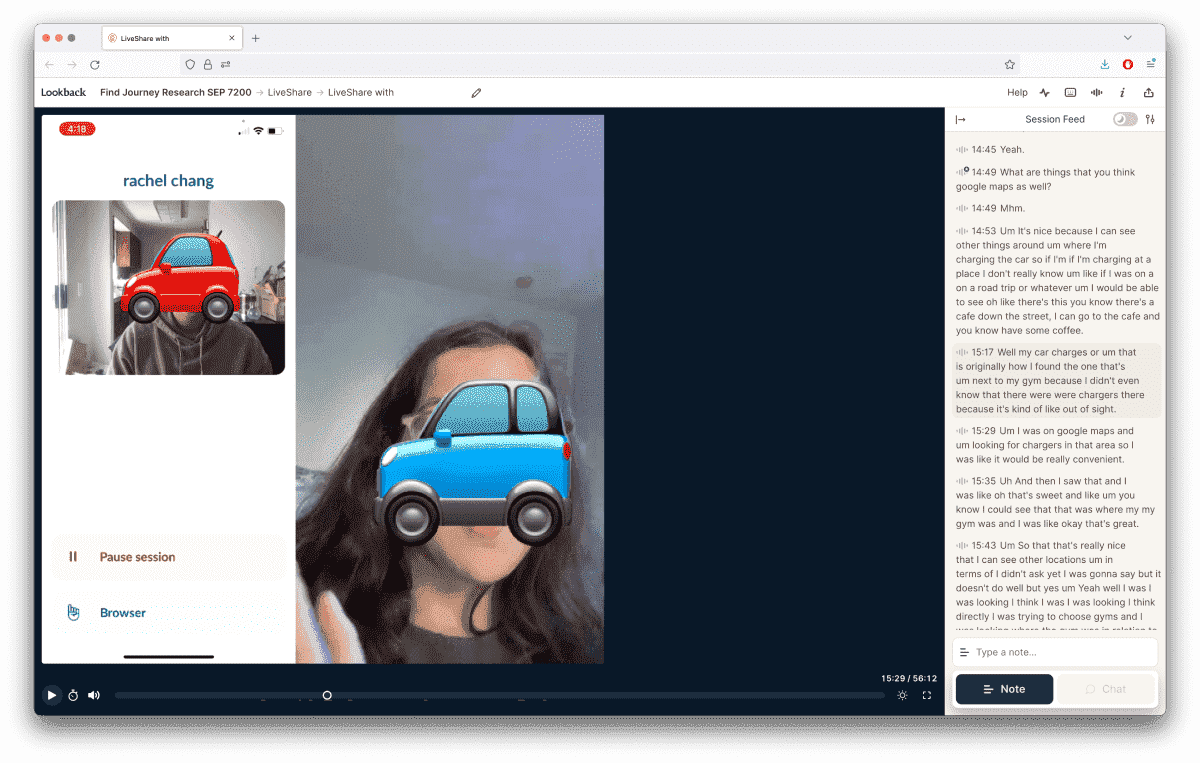 LiveShare with
Lookback
Find Journey Research SEP 7200 → LiveShare → LiveShare with
Help
4:18
rachel chang
Pause session
Browser
15:29 / 56:12
Session Feed
14:45 Yeah.
14:49 What are things that you think
google maps as well?
14:49 Mhm.
14:53 Um It's nice because I can see
other things around um where I'm
charging the car so if I'm if I'm charging at a
place I don't really know um like if I was on a
on a road trip or whatever um I would be able
to see oh like there's this you know there's a
cafe down the street, I can go to the cafe and
you know have some coffee.
15:17 Well my car charges or um that
is originally how I found the one that's
um next to my gym because I didn't even
know that there were were chargers there
because it's kind of like out of sight.
15:29 Um I was on google maps and
um looking for chargers in that area so I
was like it would be really convenient.
15:35 Uh And then I saw that and I
was like oh that's sweet and like um you
know I could see that that was where my my
gym was and I was like okay that's great.
15:43 Um So that that's really nice
that I can see other locations um in
terms of I didn't ask yet I was gonna say but it
doesn't do well but yes um Yeah well I was I
was looking I think I was I was looking I think
directly I was trying to choose gyms and I
Type a note...
Note
Chat